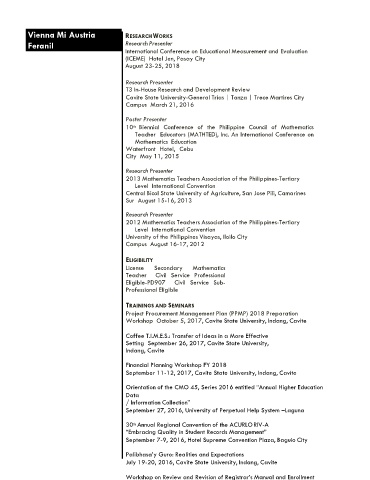 Vienna Mi Austria
Feranil
RESEARCH WORKS
Research Presenter
International Conference on Educational Measurement and Evaluation
(ICEME) Hotel Jen, Pasay City
August 23-25, 2018
Research Presenter
T3 In-House Research and Development Review
Cavite State University-General Trias | Tanza | Trece Martires City
Campus March 21, 2016
Poster Presenter
10th Biennial Conference of the Philippine Council of Mathematics
Teacher Educators (MATHTED), Inc. An International Conference on
Mathematics Education
Waterfront Hotel, Cebu
City May 11, 2015
Research Presenter
2013 Mathematics Teachers Association of the Philippines-Tertiary
Level International Convention
Central Bicol State University of Agriculture, San Jose Pili, Camarines
Sur August 15-16, 2013
Research Presenter
2012 Mathematics Teachers Association of the Philippines-Tertiary
Level International Convention
University of the Philippines Visayas, Iloilo City
Campus August 16-17, 2012
ELIGIBILITY
License Secondary Mathematics
Teacher Civil Service Professional
Eligible-PD907 Civil Service Sub-
Professional Eligible
TRAININGS AND SEMINARS
Project Procurement Management Plan (PPMP) 2018 Preparation
Workshop October 5, 2017, Cavite State University, Indang, Cavite
Coffee T.I.M.E.S.: Transfer of Ideas in a More Effective
Setting September 26, 2017, Cavite State University,
Indang, Cavite
Financial Planning Workshop FY 2018
September 11-12, 2017, Cavite State University, Indang, Cavite
Orientation of the CMO 45, Series 2016 entitled "Annual Higher Education
Data
/ Information Collection"
September 27, 2016, University of Perpetual Help System –Laguna
30th Annual Regional Convention of the ACURLO RIV-A
"Embracing Quality in Student Records Management"
September 7-9, 2016, Hotel Supreme Convention Plaza, Baguio City
Palibhasa'y Guro: Realities and Expectations
July 19-20, 2016, Cavite State University, Indang, Cavite
Workshop on Review and Revision of Registrar's Manual and Enrollment